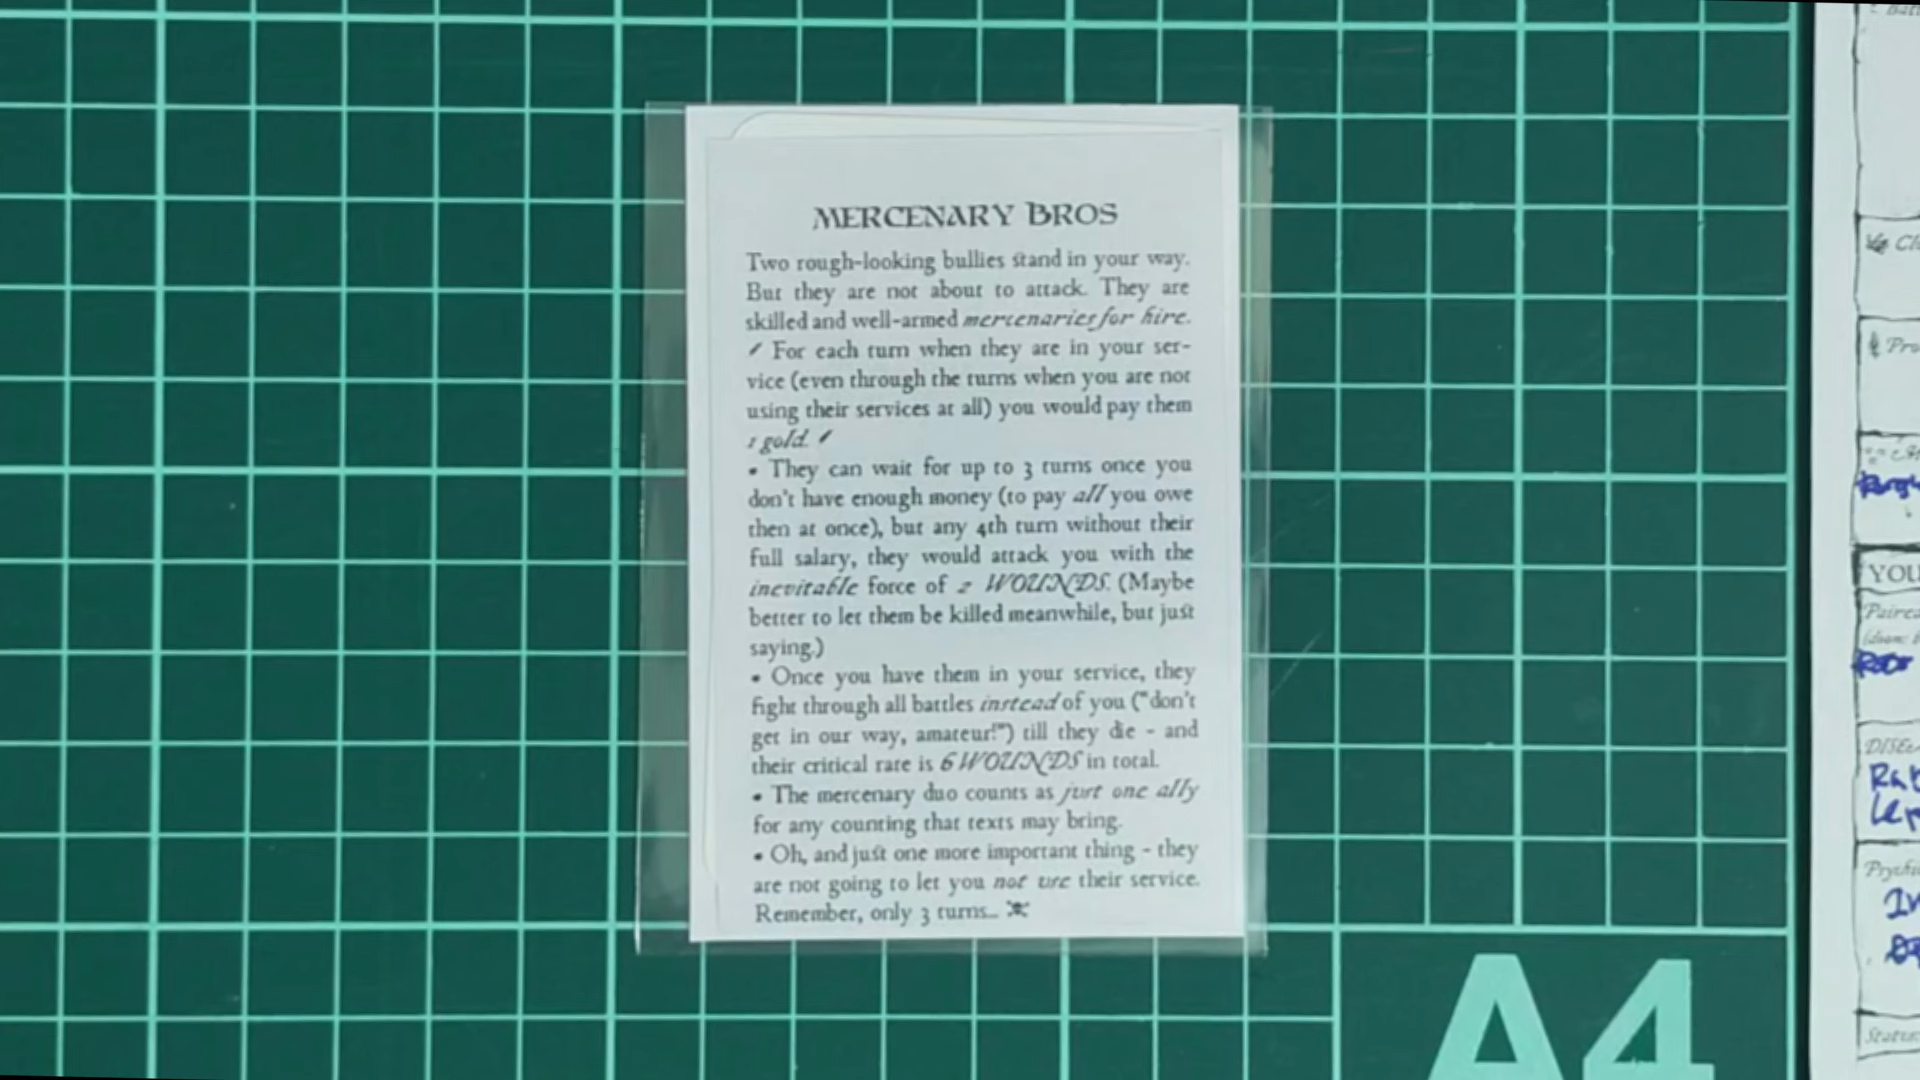 MERCENARY BROS
Two rough-looking bullies stand in your way.
But they are not about to attack. They are
skilled and well-armed mercenaries for hire.
For each turn when they are in your ser-
vice (even through the turns when you are not
using their services at all) you would pay them
1 gold.
• They can wait for up to 3 turns once you
don't have enough money (to pay all you owe
then at once), but any 4th turn without their
full salary, they would attack you with the
inevitable force of 2 WOUNDS. (Maybe
better to let them be killed meanwhile, but just
saying.)
• Once you have them in your service, they
fight through all battles instead of you ("don't
get in our way, amateur!") till they die - and
their critical rate is 6 WOUNDS in total.
• The mercenary duo counts as just one ally
for any counting that texts may bring.
• Oh, and just one more important thing - they
are not going to let you not use their service.
Remember, only 3 turns...
A4
YOU